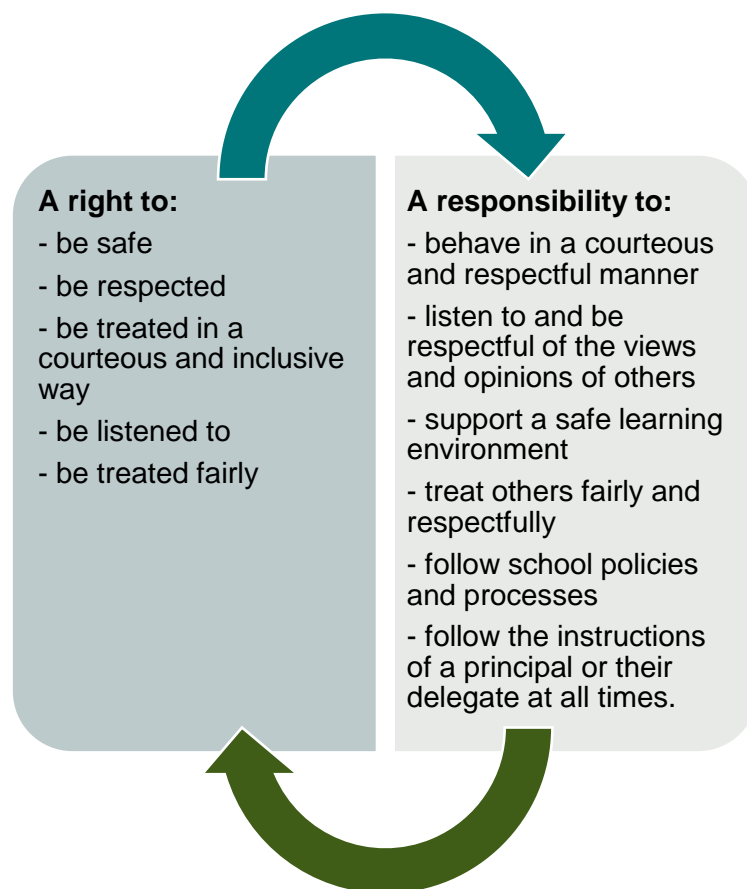 A right to:
- be safe
- be respected
- be treated in a
courteous and inclusive
way
- be listened to
- be treated fairly
A responsibility to:
- behave in a courteous
and respectful manner
- listen to and be
respectful of the views
and opinions of others
- support a safe learning
environment
- treat others fairly and
respectfully
- follow school policies
and processes
- follow the instructions
of a principal or their
delegate at all times.